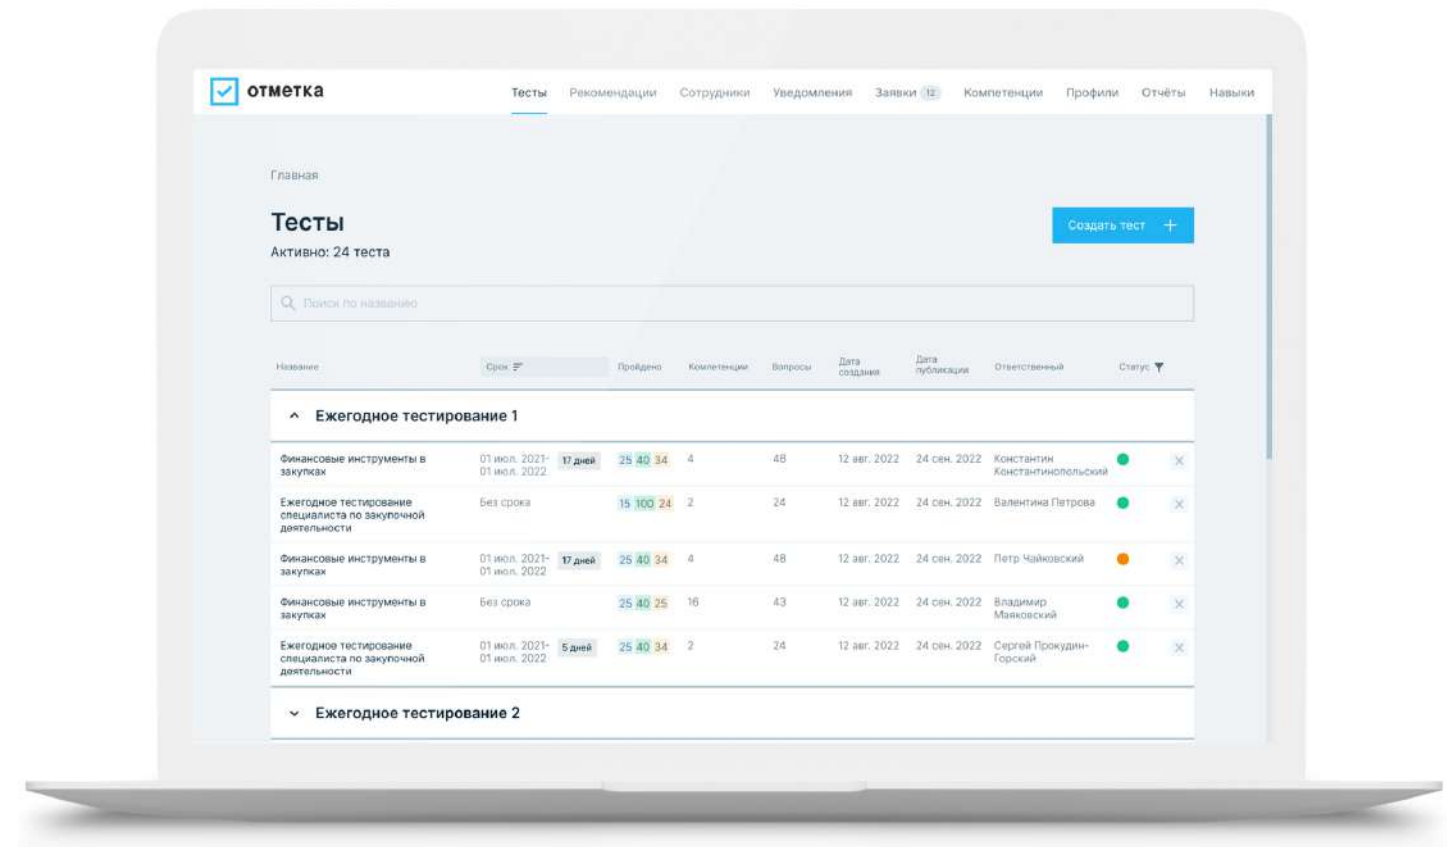 отметка
Тесты Рекомендации Сотрудники Уведомления Заявки 12 Компетенции Профили Отчёты Навыки
Главная
Тесты
Создать тест +
Активно: 24 теста
Поиск по названию
Название Срок Пройдено Компетенции Вопросы Дата создания Дата публикации Ответственный Статус
Ежегодное тестирование 1
Финансовые инструменты в 01 июл. 2021- 17 дней 25 40 34 4 48 12 авг. 2022 24 сен. 2022 Константин
закупках 01 июл. 2022 Константинопольский
Ежегодное тестирование Без срока 15 100 24 2 24 12 авг. 2022 24 сен. 2022 Валентина Петрова
специалиста по закупочной
деятельности
Финансовые инструменты в 01 июл. 2021- 17 дней 25 40 34 4 48 12 авг. 2022 24 сен. 2022 Петр Чайковский
закупках 01 июл. 2022
Финансовые инструменты в Без срока 25 40 25 16 43 12 авг. 2022 24 сен. 2022 Владимир
закупках Маяковский
Ежегодное тестирование 01 июл. 2021- 5 дней 25 40 34 2 24 12 авг. 2022 24 сен. 2022 Сергей Прокудин-
специалиста по закупочной 01 июл. 2022 Горский
деятельности
Ежегодное тестирование 2